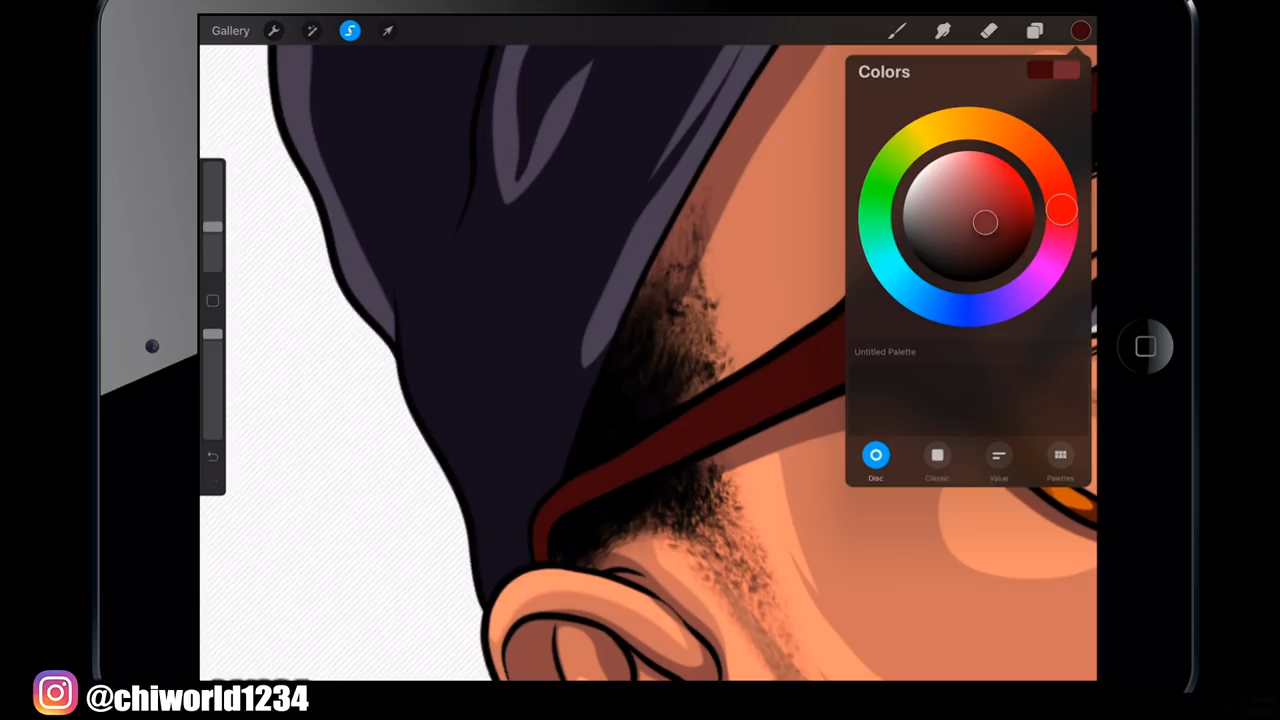 Gallery
Colors
Untitled Palette
Disc
Classic
Value
Palettes
@chiworld1234